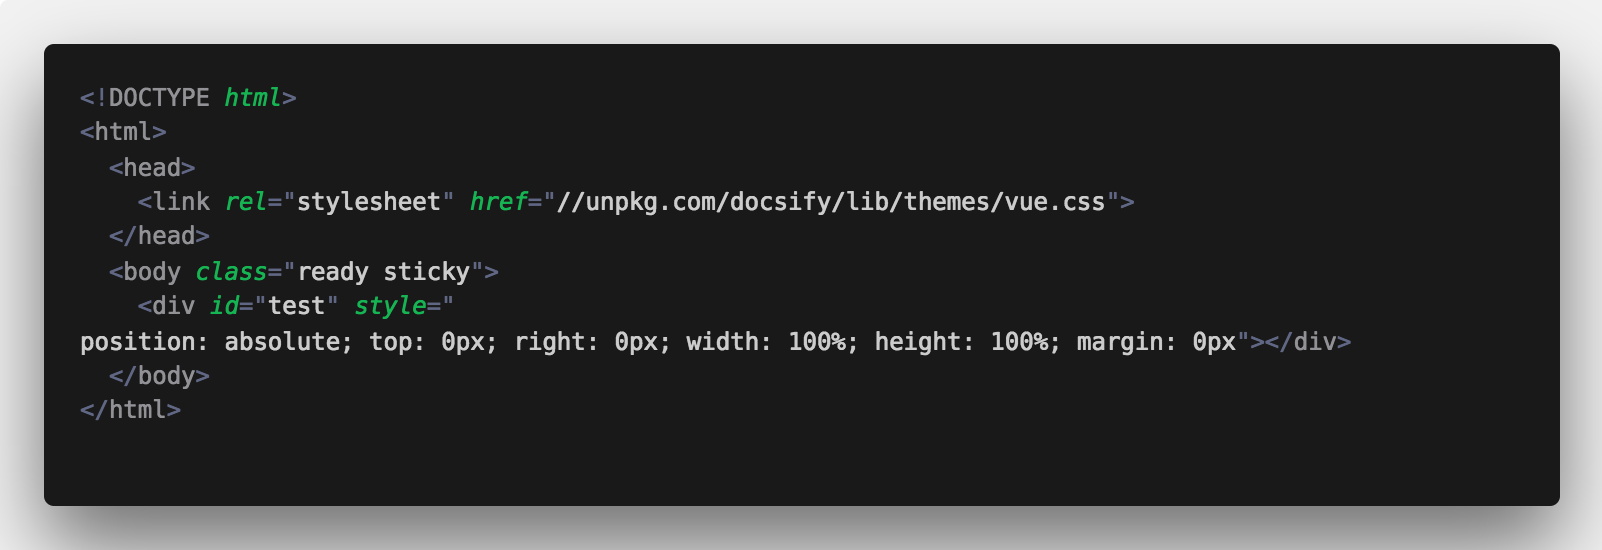 <!DOCTYPE html>
<html>
  <head>
    <link rel="stylesheet" href="//unpkg.com/docsify/lib/themes/vue.css">
  </head>
  <body class="ready sticky">
    <div id="test" style="
position: absolute; top: 0px; right: 0px; width: 100%; height: 100%; margin: 0px"></div>
  </body>
</html>